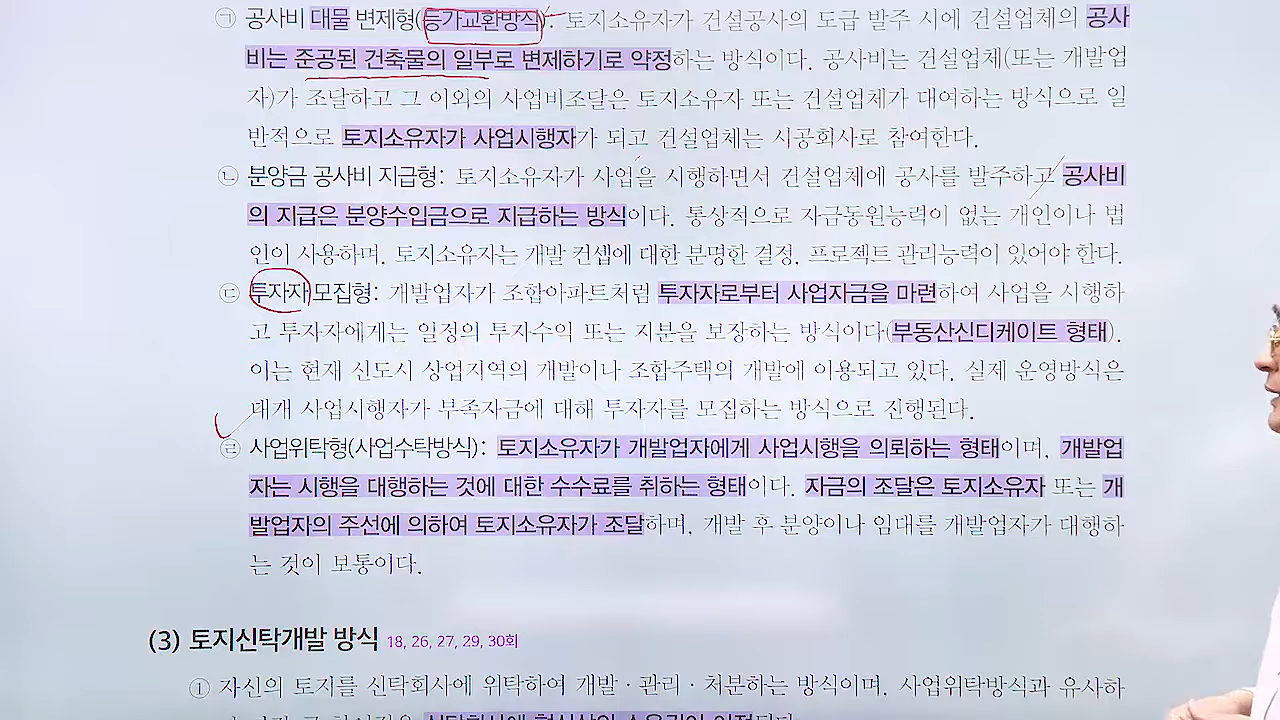 ㉠ 공사비 대물 변제형(등가교환방식): 토지소유자가 건설공사의 도급 발주 시에 건설업체의 공사
비는 준공된 건축물의 일부로 변제하기로 약정하는 방식이다. 공사비는 건설업체(또는 개발업
자)가 조달하고 그 이외의 사업비조달은 토지소유자 또는 건설업체가 대여하는 방식으로 일
반적으로 토지소유자가 사업시행자가 되고 건설업체는 시공회사로 참여한다.
㉡ 분양금 공사비 지급형: 토지소유자가 사업을 시행하면서 건설업체에 공사를 발주하고 공사비
의 지급은 분양수입금으로 지급하는 방식이다. 통상적으로 자금동원능력이 없는 개인이나 법
인이 사용하며, 토지소유자는 개발 컨셉에 대한 분명한 결정, 프로젝트 관리능력이 있어야 한다.
㉢ 투자자 모집형: 개발업자가 조합아파트처럼 투자자로부터 사업자금을 마련하여 사업을 시행하
고 투자자에게는 일정의 투자수익 또는 지분을 보장하는 방식이다(부동산신디케이트 형태).
이는 현재 신도시 상업지역의 개발이나 조합주택의 개발에 이용되고 있다. 실제 운영방식은
대개 사업시행자가 부족자금에 대해 투자자를 모집하는 방식으로 진행된다.
㉣ 사업위탁형(사업수탁방식): 토지소유자가 개발업자에게 사업시행을 의뢰하는 형태이며, 개발업
자는 시행을 대행하는 것에 대한 수수료를 취하는 형태이다. 자금의 조달은 토지소유자 또는 개
발업자의 주선에 의하여 토지소유자가 조달하며, 개발 후 분양이나 임대를 개발업자가 대행하
는 것이 보통이다.
(3) 토지신탁개발 방식 18, 26, 27, 29, 30회
① 자신의 토지를 신탁회사에 위탁하여 개발·관리·처분하는 방식이며, 사업위탁방식과 유사하